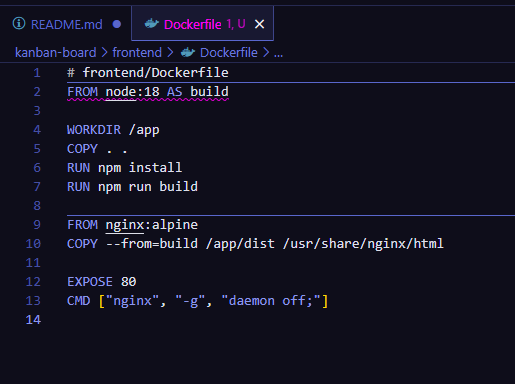 README.md
Dockerfile 1, U
kanban-board > frontend > Dockerfile > ...
1 # frontend/Dockerfile
2 FROM node:18 AS build
3
4 WORKDIR /app
5 COPY . .
6 RUN npm install
7 RUN npm run build
8
9 FROM nginx:alpine
10 COPY --from=build /app/dist /usr/share/nginx/html
11
12 EXPOSE 80
13 CMD ["nginx", "-g", "daemon off;"]
14